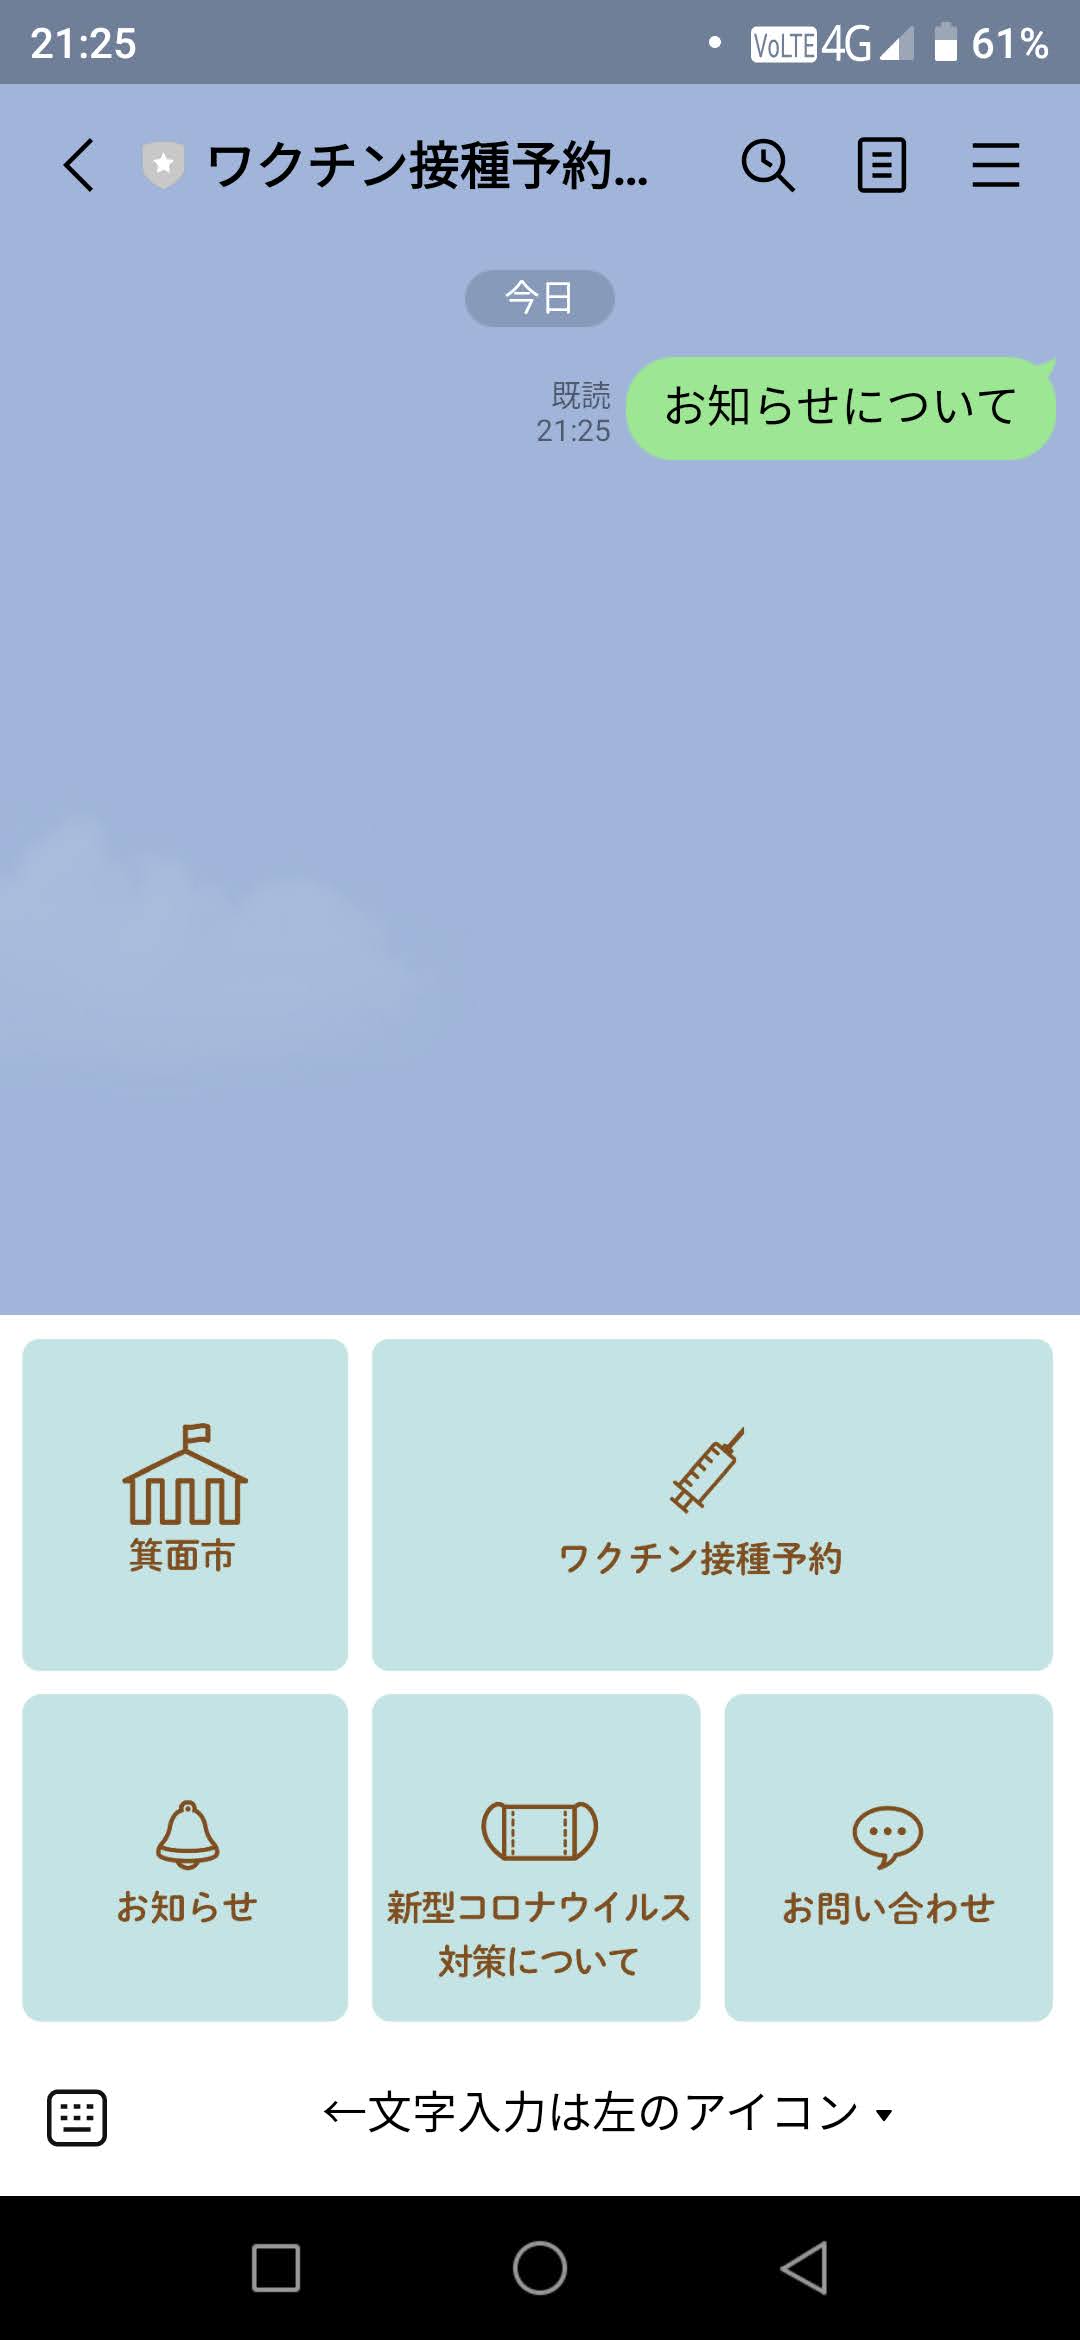 21:25
VoLTE 4G 61%
ワクチン接種予約...
今日
既読
21:25
お知らせについて
箕面市
ワクチン接種予約
お知らせ
新型コロナウイルス
対策について
お問い合わせ
←文字入力は左のアイコン ▾